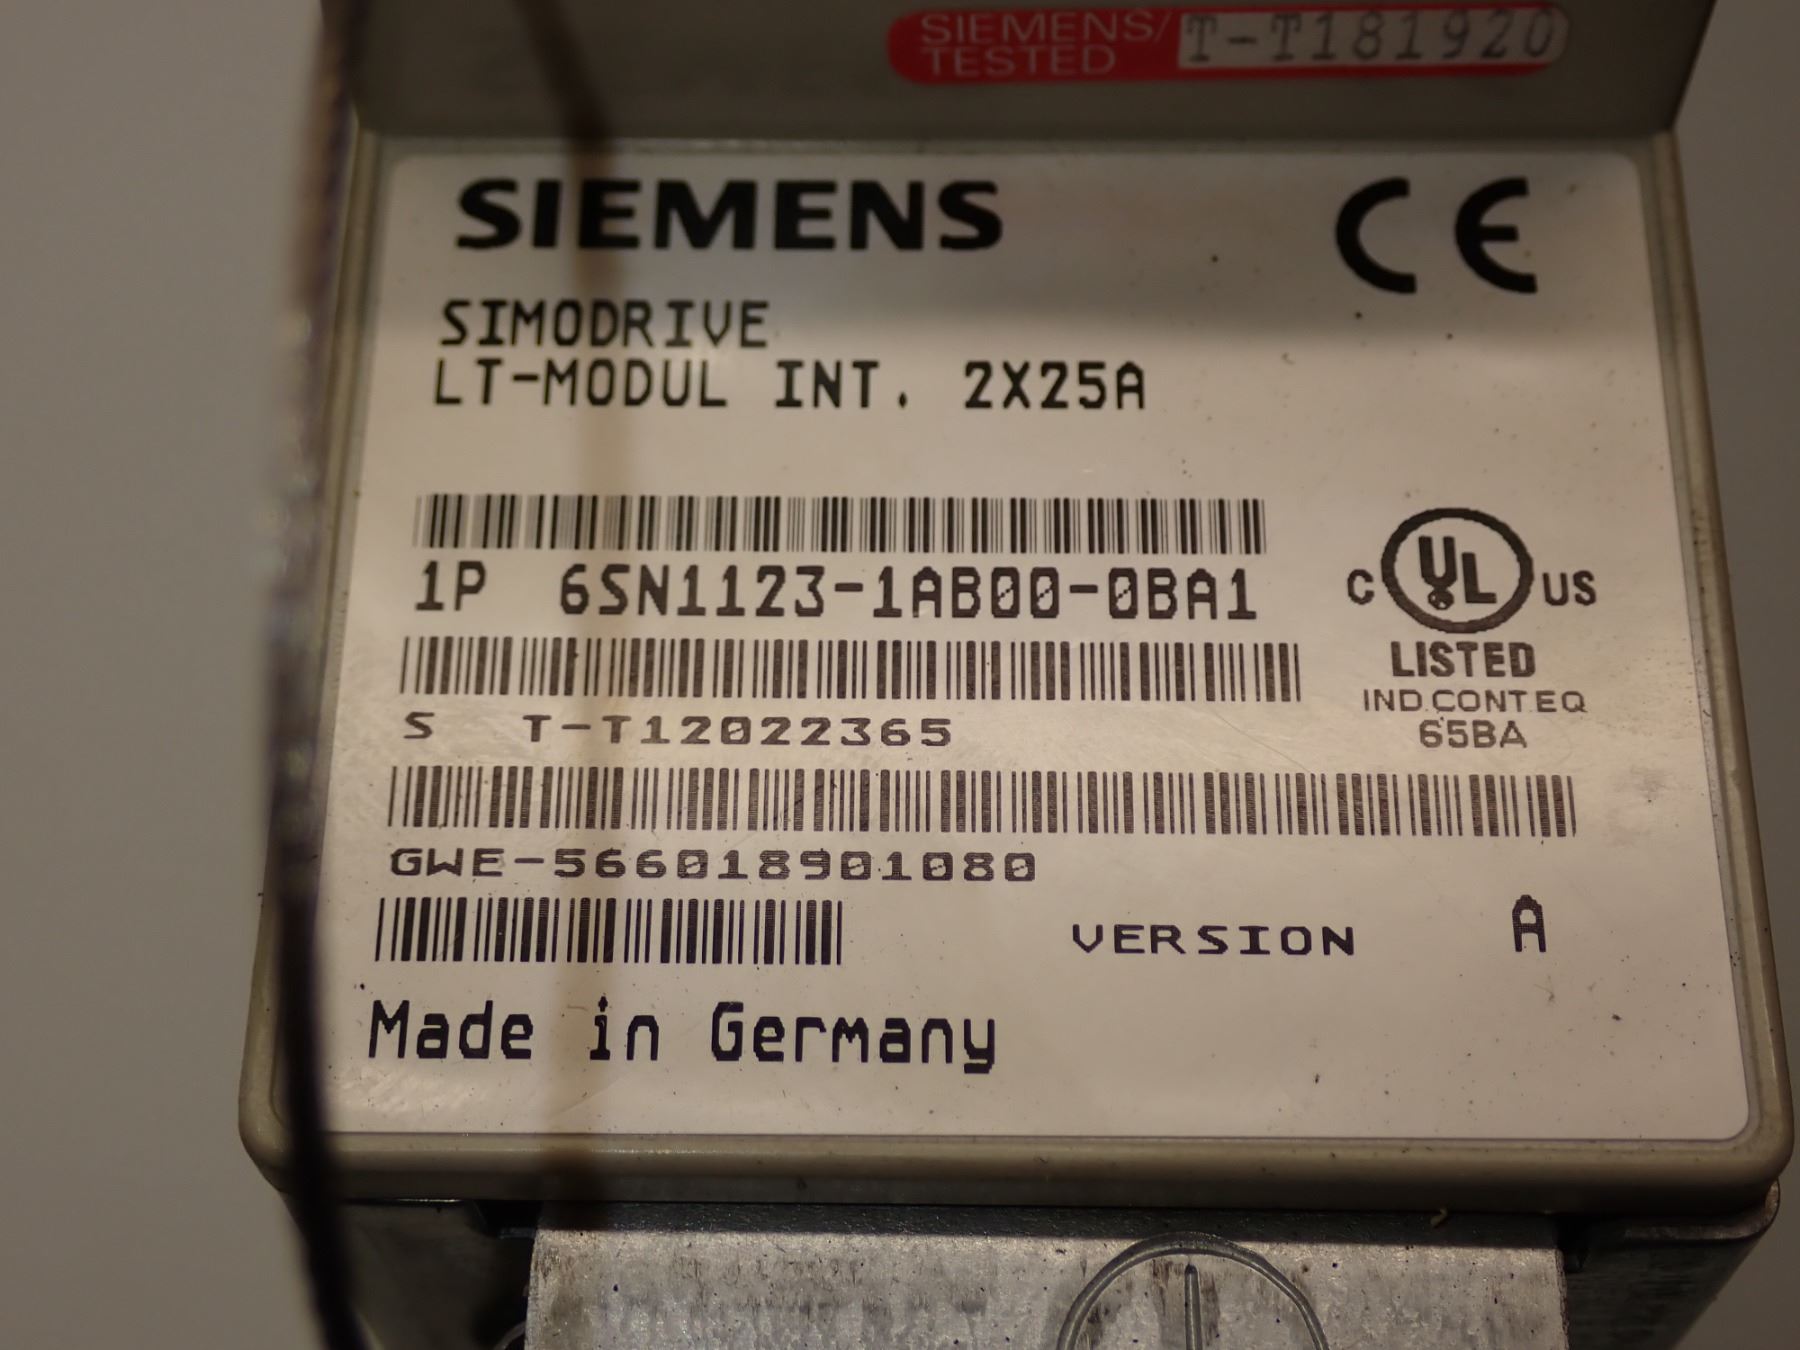 SIEMENS/
TESTED
T-T181920
SIEMENS
CE
SIMODRIVE
LT-MODUL INT. 2X25A
1P 6SN1123-1AB00-0BA1
C UL US
LISTED
IND.CONT.EQ
65BA
S T-T12022365
GWE-566018901080
VERSION A
Made in Germany